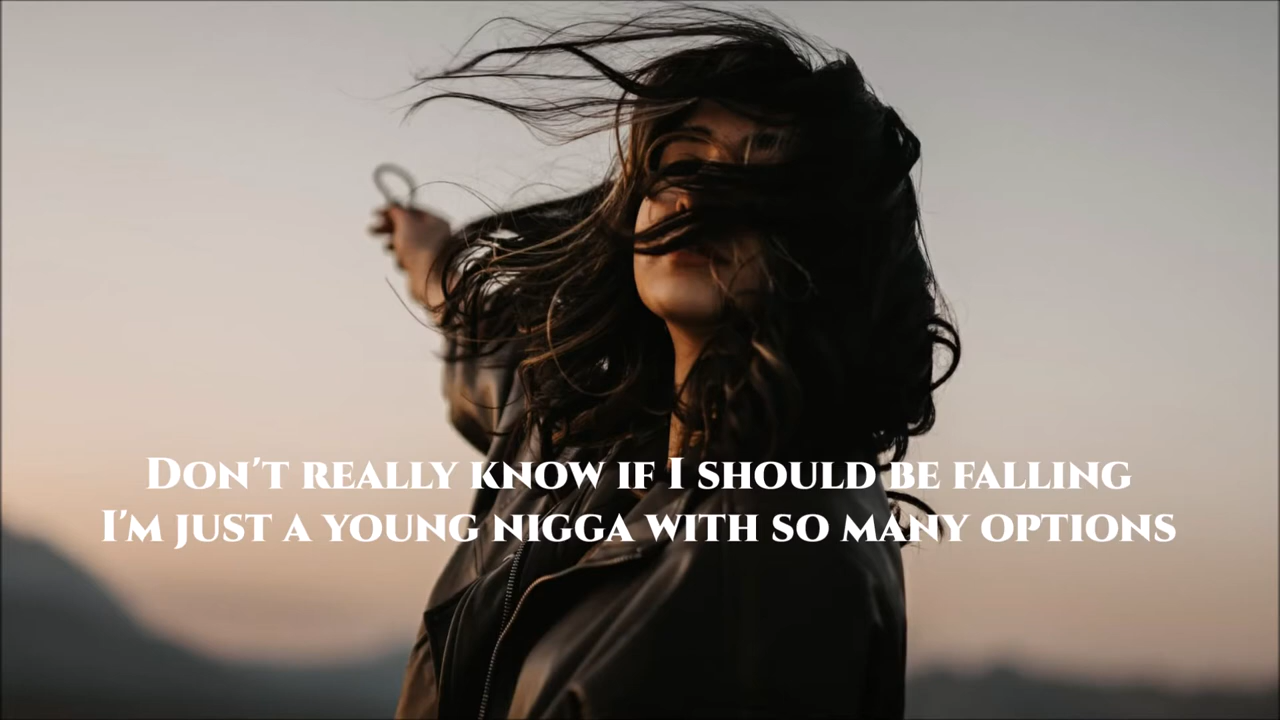 Don't really know if I should be falling
I'm just a young nigga with so many options